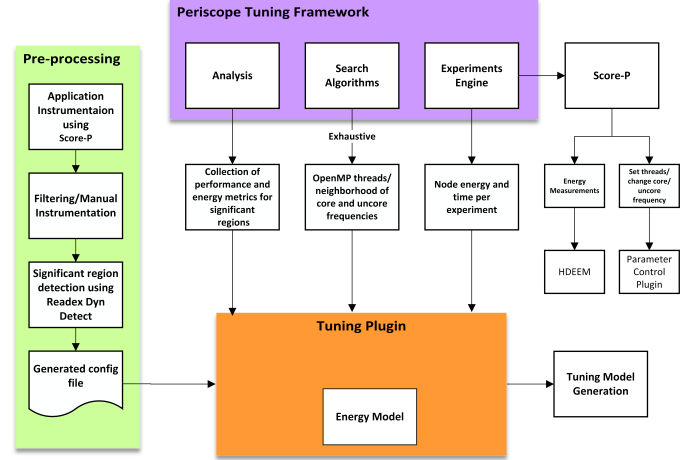 Periscope Tuning Framework
Pre-processing
Analysis
Search
Algorithms
Experiments
Engine
Score-P
Application
Instrumentaion
using
Score-P
Exhaustive
Collection of
performance and
energy metrics for
significant
regions
OpenMP threads/
neighborhood of
core and uncore
frequencies
Node energy and
time per
experiment
Energy
Measurements
Set threads/
change core/
uncore
frequency
Filtering/Manual
Instrumentation
HDEEM
Parameter
Control
Plugin
Significant region
detection using
Readex Dyn
Detect
Tuning Plugin
Generated config
file
Energy Model
Tuning Model
Generation